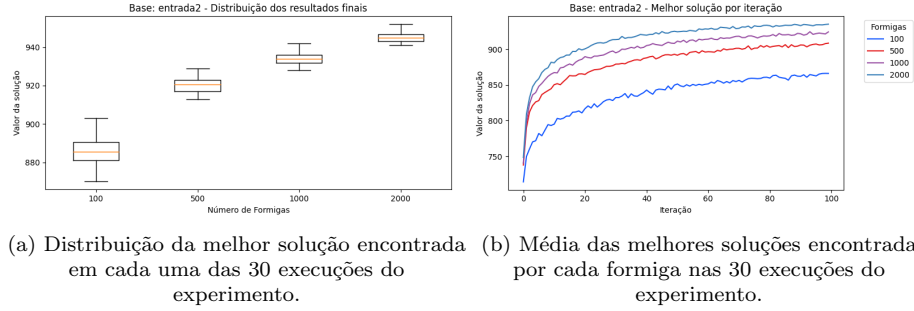 Base: entrada2 - Distribuição dos resultados finais
Valor da solução
940
920
900
880
100
500
1000
2000
Número de Formigas
Base: entrada2 - Melhor solução por iteração
Valor da solução
900
850
800
750
0
20
40
60
80
100
Iteração
Formigas
100
500
1000
2000
(a) Distribuição da melhor solução encontrada
em cada uma das 30 execuções do
experimento.
(b) Média das melhores soluções encontrada
por cada formiga nas 30 execuções do
experimento.